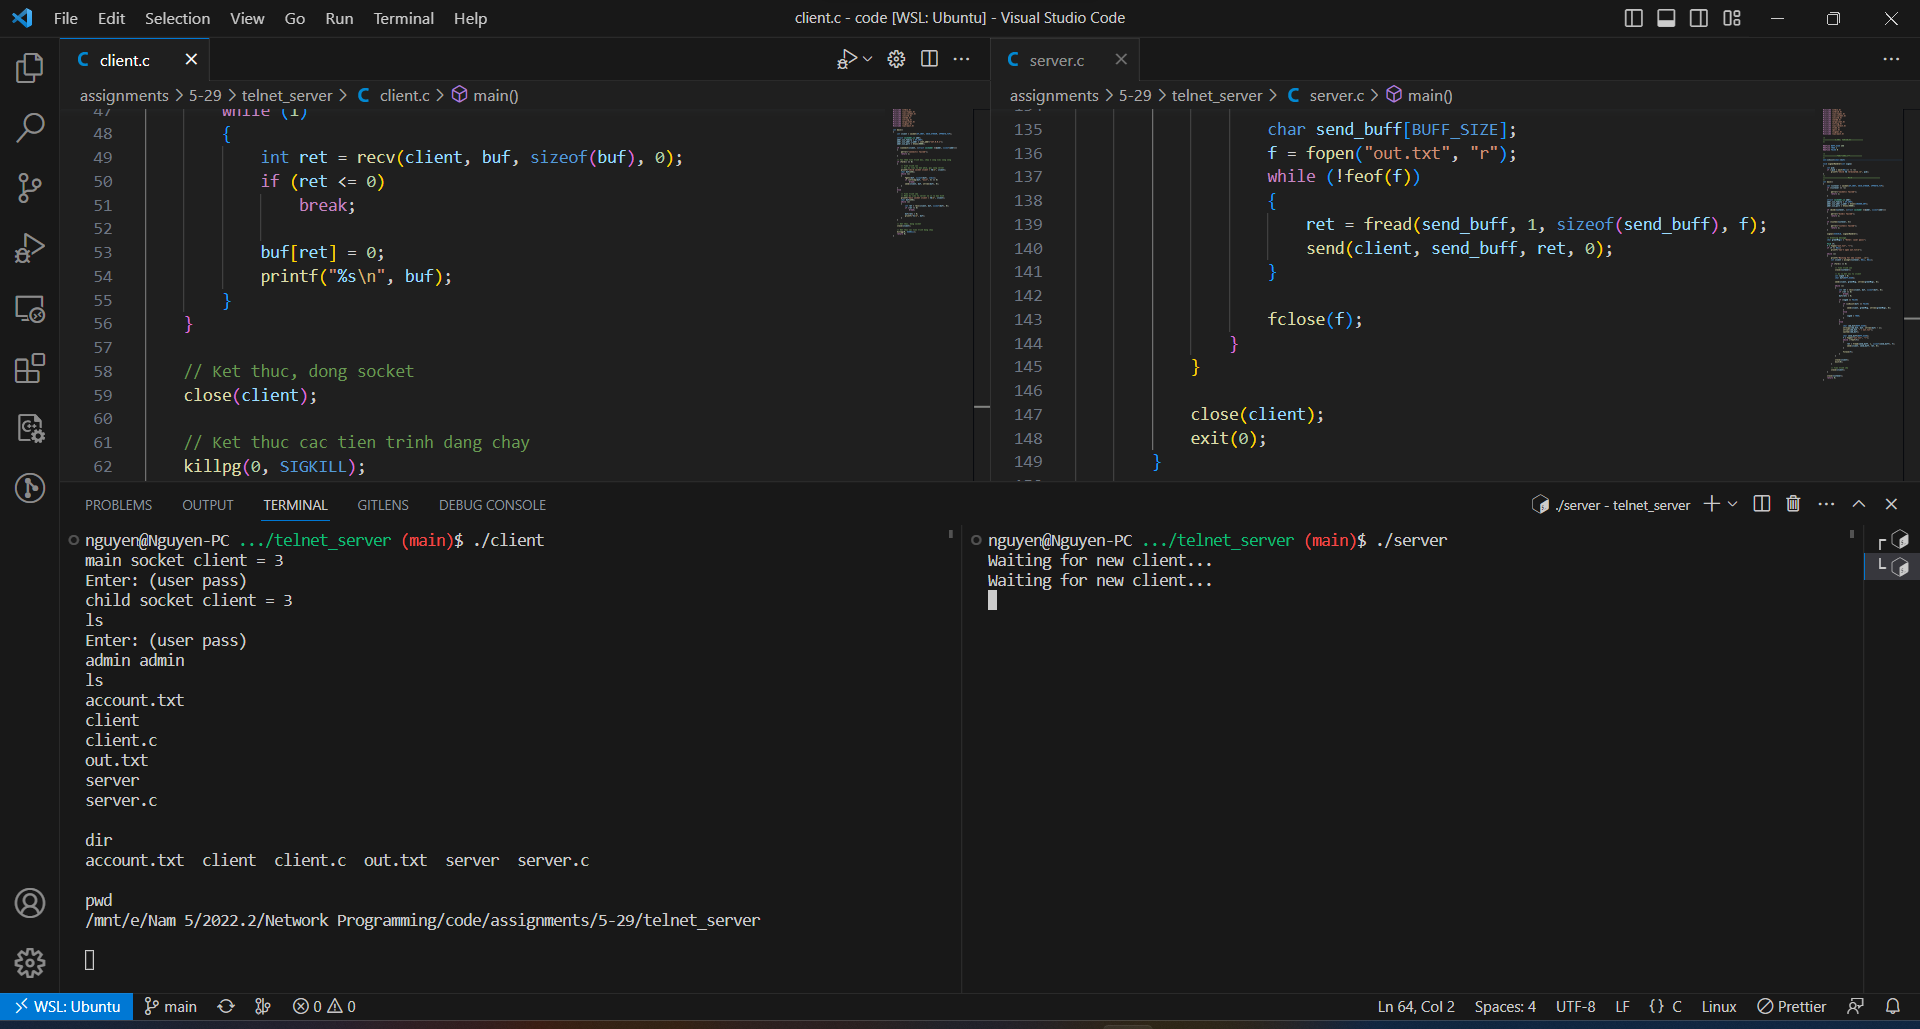 File Edit Selection View Go Run Terminal Help
client.c - code [WSL: Ubuntu] - Visual Studio Code
C client.c
assignments > 5-29 > telnet_server > C client.c > main()
47 while (1)
48 {
49 int ret = recv(client, buf, sizeof(buf), 0);
50 if (ret <= 0)
51 break;
52
53 buf[ret] = 0;
54 printf("%s\n", buf);
55 }
56 }
57
58 // Ket thuc, dong socket
59 close(client);
60
61 // Ket thuc cac tien trinh dang chay
62 killpg(0, SIGKILL);
C server.c
assignments > 5-29 > telnet_server > C server.c > main()
135 char send_buff[BUFF_SIZE];
136 f = fopen("out.txt", "r");
137 while (!feof(f))
138 {
139 ret = fread(send_buff, 1, sizeof(send_buff), f);
140 send(client, send_buff, ret, 0);
141 }
142
143 fclose(f);
144 }
145 }
146
147 close(client);
148 exit(0);
149 }
PROBLEMS OUTPUT TERMINAL GITLENS DEBUG CONSOLE
./server - telnet_server
nguyen@Nguyen-PC .../telnet_server (main)$ ./client
main socket client = 3
Enter: (user pass)
child socket client = 3
ls
Enter: (user pass)
admin admin
ls
account.txt
client
client.c
out.txt
server
server.c
dir
account.txt client client.c out.txt server server.c
pwd
/mnt/e/Nam 5/2022.2/Network Programming/code/assignments/5-29/telnet_server
nguyen@Nguyen-PC .../telnet_server (main)$ ./server
Waiting for new client...
Waiting for new client...
WSL: Ubuntu main 0 0
Ln 64, Col 2 Spaces: 4 UTF-8 LF {} C Linux Prettier